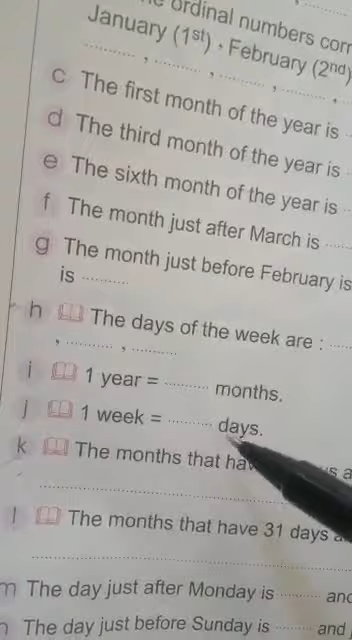 ordinal numbers corr
January (1st) , February (2nd)
.......... , .......... , .......... , .......... ,
c The first month of the year is
d The third month of the year is
e The sixth month of the year is
f The month just after March is ......
g The month just before February is
is ..........
h The days of the week are : .....
, .......... , ..........
i 1 year = .......... months.
j 1 week = .......... days.
k The months that
l The months that have 31 days
m The day just after Monday is .......... and
n The day just before Sunday is ........ and